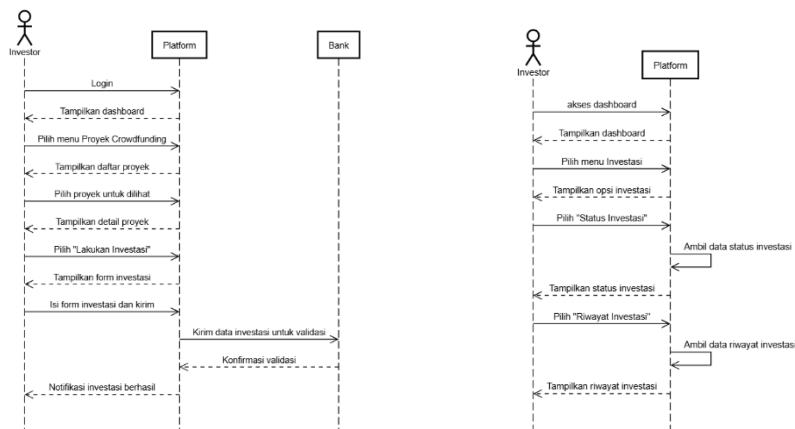 Investor
Platform
Bank
Login
Tampilkan dashboard
Pilih menu Proyek Crowdfunding
Tampilkan daftar proyek
Pilih proyek untuk dilihat
Tampilkan detail proyek
Pilih "Lakukan Investasi"
Tampilkan form investasi
Isi form investasi dan kirim
Kirim data investasi untuk validasi
Konfirmasi validasi
Notifikasi investasi berhasil
Investor
Platform
akses dashboard
Tampilkan dashboard
Pilih menu Investasi
Tampilkan opsi investasi
Pilih "Status Investasi"
Ambil data status investasi
Tampilkan status investasi
Pilih "Riwayat Investasi"
Ambil data riwayat investasi
Tampilkan riwayat investasi